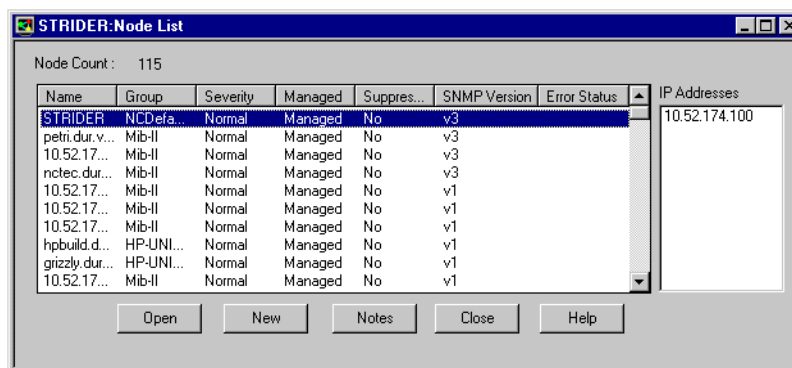 STRIDER:Node List
Node Count : 115
Name Group Severity Managed Suppres... SNMP Version Error Status IP Addresses
STRIDER NCDefa... Normal Managed No v3 10.52.174.100
petri.dur.v... Mib-II Normal Managed No v3
10.52.17... Mib-II Normal Managed No v3
nctec.dur... Mib-II Normal Managed No v3
10.52.17... Mib-II Normal Managed No v1
10.52.17... Mib-II Normal Managed No v1
10.52.17... Mib-II Normal Managed No v1
hpbuild.d... HP-UNI... Normal Managed No v1
grizzly.dur... HP-UNI... Normal Managed No v1
10.52.17... Mib-II Normal Managed No v1
Open New Notes Close Help